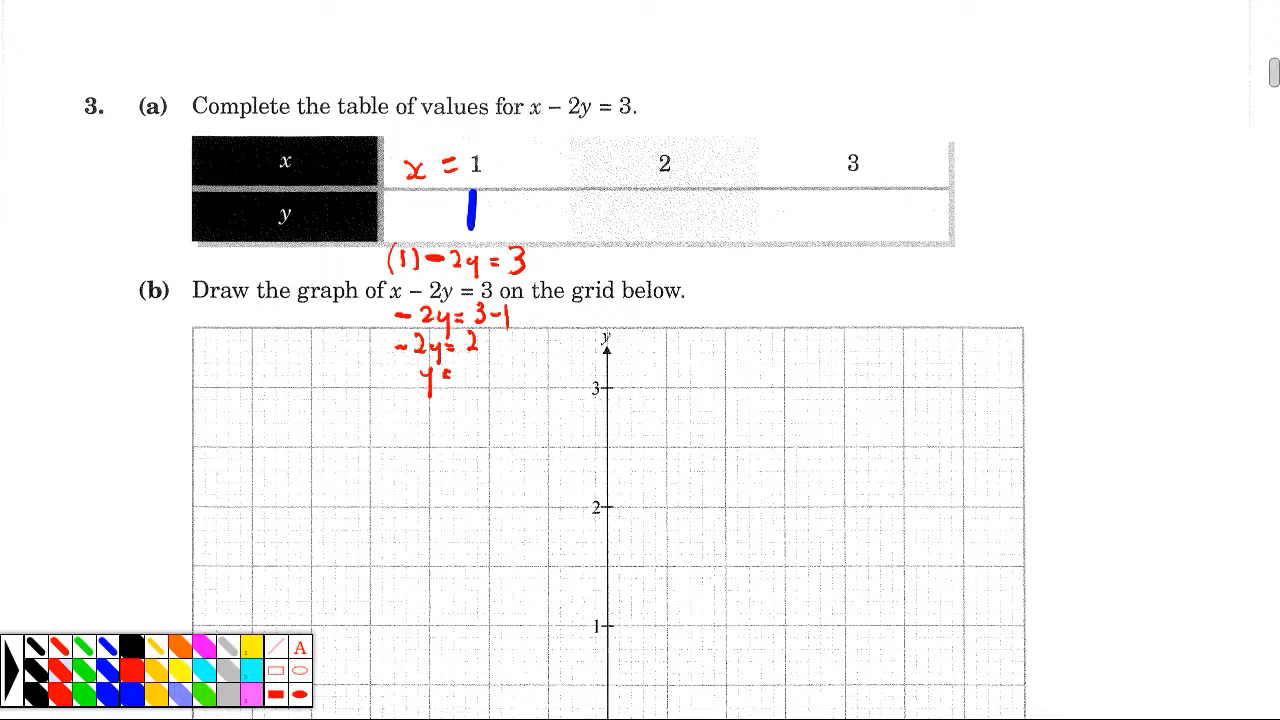 3. (a) Complete the table of values for x − 2y = 3.
x x = 1 2 3
y 1
(1) - 2y = 3
(b) Draw the graph of x − 2y = 3 on the grid below.
- 2y = 3 - 1
- 2y = 2
y =
y
3
2
1
A